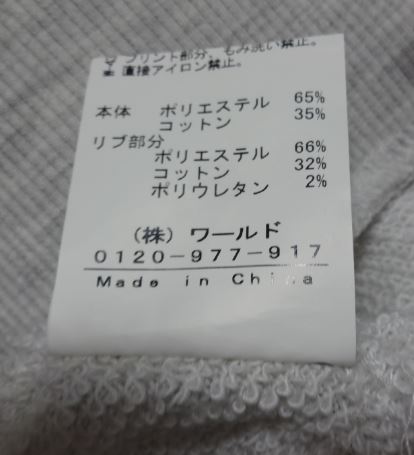 プリント部分、もみ洗い禁止。
※ 直接アイロン禁止。
本体 ポリエステル 65%
コットン 35%
リブ部分
ポリエステル 66%
コットン 32%
ポリウレタン 2%
(株) ワールド
0120-977-917
Made in China